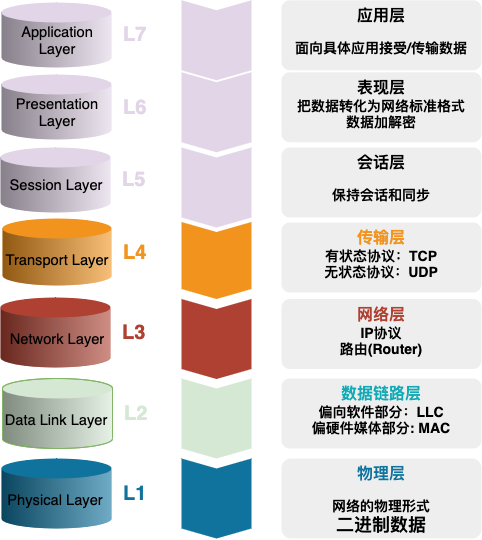 Application
Layer
L7
应用层
面向具体应用接受/传输数据
Presentation
Layer
L6
表现层
把数据转化为网络标准格式
数据加解密
Session Layer
L5
会话层
保持会话和同步
Transport Layer
L4
传输层
有状态协议：TCP
无状态协议：UDP
Network Layer
L3
网络层
IP协议
路由(Router)
Data Link Layer
L2
数据链路层
偏向软件部分：LLC
偏硬件媒体部分: MAC
Physical Layer
L1
物理层
网络的物理形式
二进制数据